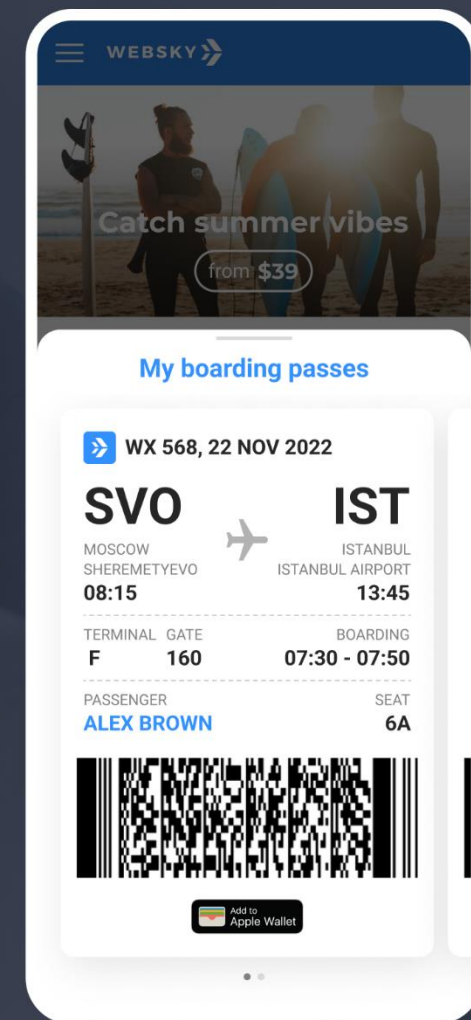 WEBSKY
Catch summer vibes
from $39
My boarding passes
WX 568, 22 NOV 2022
SVO IST
MOSCOW ISTANBUL
SHEREMETYEVO ISTANBUL AIRPORT
08:15 13:45
TERMINAL GATE BOARDING
F 160 07:30 - 07:50
PASSENGER SEAT
ALEX BROWN 6A
Add to
Apple Wallet